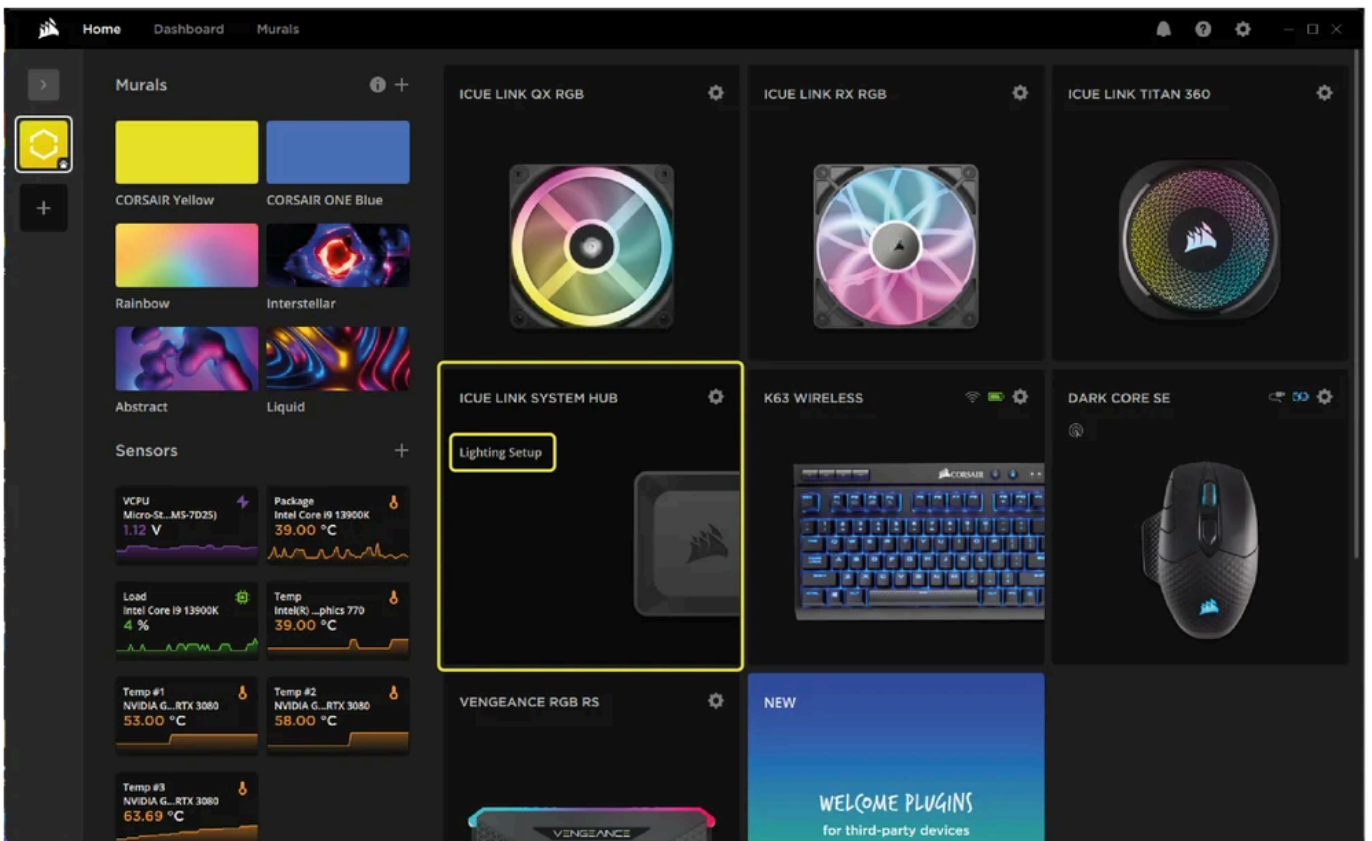 Home Dashboard Murals
Murals
CORSAIR Yellow
CORSAIR ONE Blue
Rainbow
Interstellar
Abstract
Liquid
Sensors
VCPU
Micro-St...MS-7D25)
1.12 V
Package
Intel Core i9 13900K
39.00 °C
Load
Intel Core i9 13900K
4 %
Temp
Intel(R) ...phics 770
39.00 °C
Temp #1
NVIDIA G...RTX 3080
53.00 °C
Temp #2
NVIDIA G...RTX 3080
58.00 °C
Temp #3
NVIDIA G...RTX 3080
63.69 °C
ICUE LINK QX RGB
ICUE LINK RX RGB
ICUE LINK TITAN 360
ICUE LINK SYSTEM HUB
Lighting Setup
K63 WIRELESS
CORSAIR
DARK CORE SE
VENGEANCE RGB RS
VENGEANCE
NEW
WELCOME PLUGINS
for third-party devices